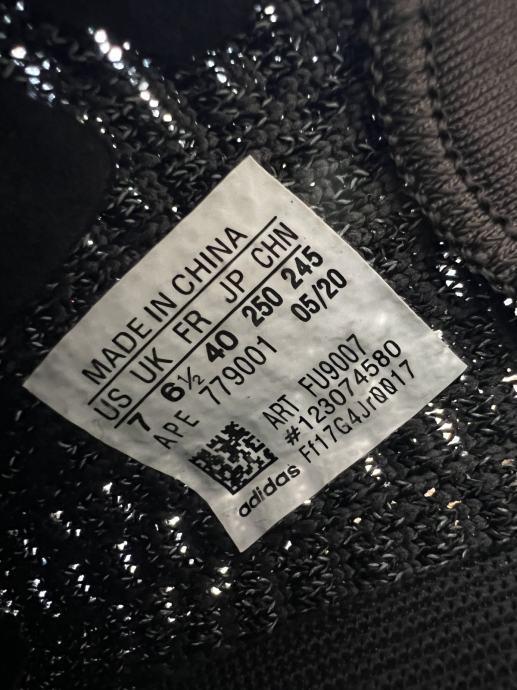 MADE IN CHINA
US UK FR JP CHN
7 6½ 40 250 245
APE 779001 05/20
ART FU9007
#123074580
adidas Ff17G4Jr0017